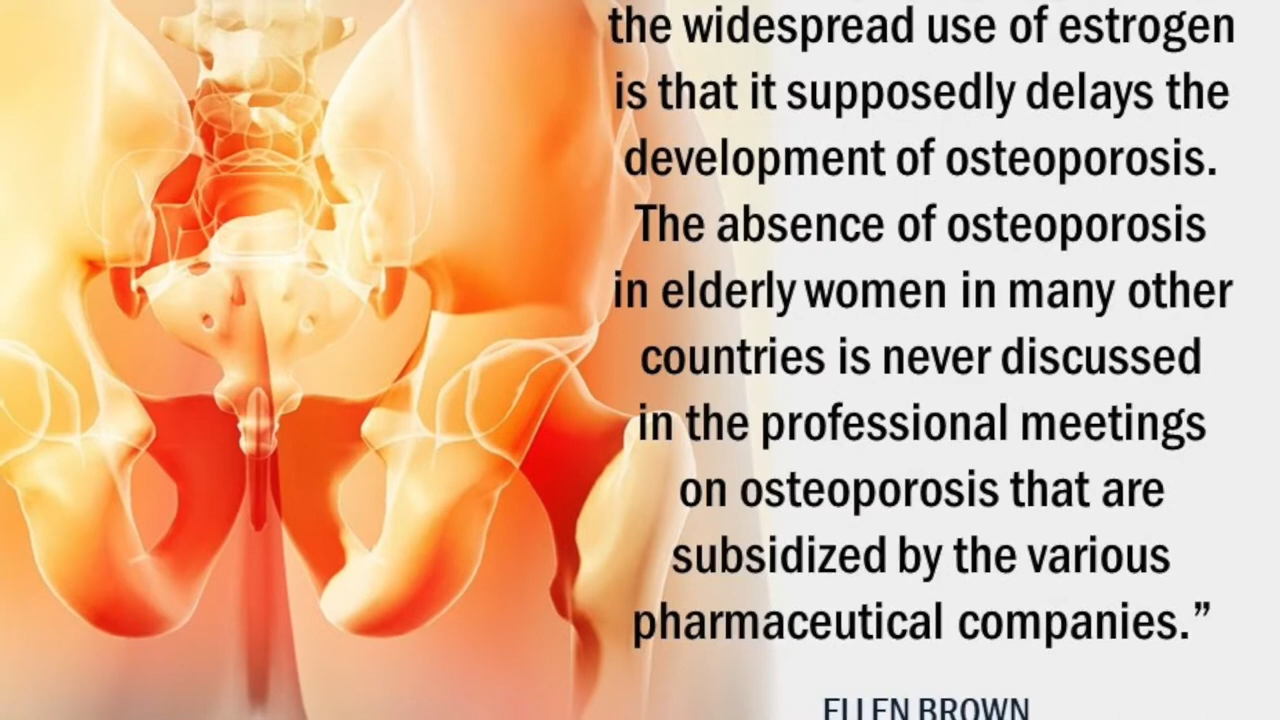 the widespread use of estrogen
is that it supposedly delays the
development of osteoporosis.
The absence of osteoporosis
in elderly women in many other
countries is never discussed
in the professional meetings
on osteoporosis that are
subsidized by the various
pharmaceutical companies.”
ELLEN BROWN